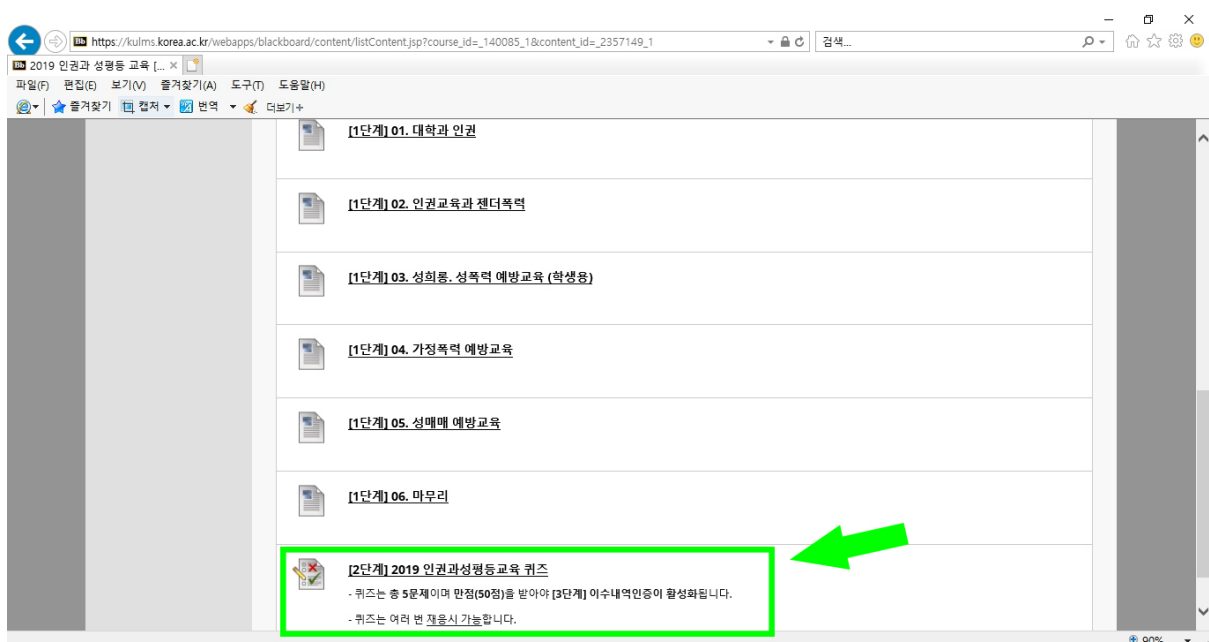 https://kulms.korea.ac.kr/webapps/blackboard/content/listContent.jsp?course_id=_140085_1&content_id=_2357149_1
검색...
Bb 2019 인권과 성평등 교육 [...
파일(F) 편집(E) 보기(V) 즐겨찾기(A) 도구(T) 도움말(H)
즐겨찾기 캡처 번역 더보기+
[1단계] 01. 대학과 인권
[1단계] 02. 인권교육과 젠더폭력
[1단계] 03. 성희롱. 성폭력 예방교육 (학생용)
[1단계] 04. 가정폭력 예방교육
[1단계] 05. 성매매 예방교육
[1단계] 06. 마무리
[2단계] 2019 인권과성평등교육 퀴즈
- 퀴즈는 총 5문제이며 만점(50점)을 받아야 [3단계] 이수내역인증이 활성화됩니다.
- 퀴즈는 여러 번 재응시 가능합니다.
90%